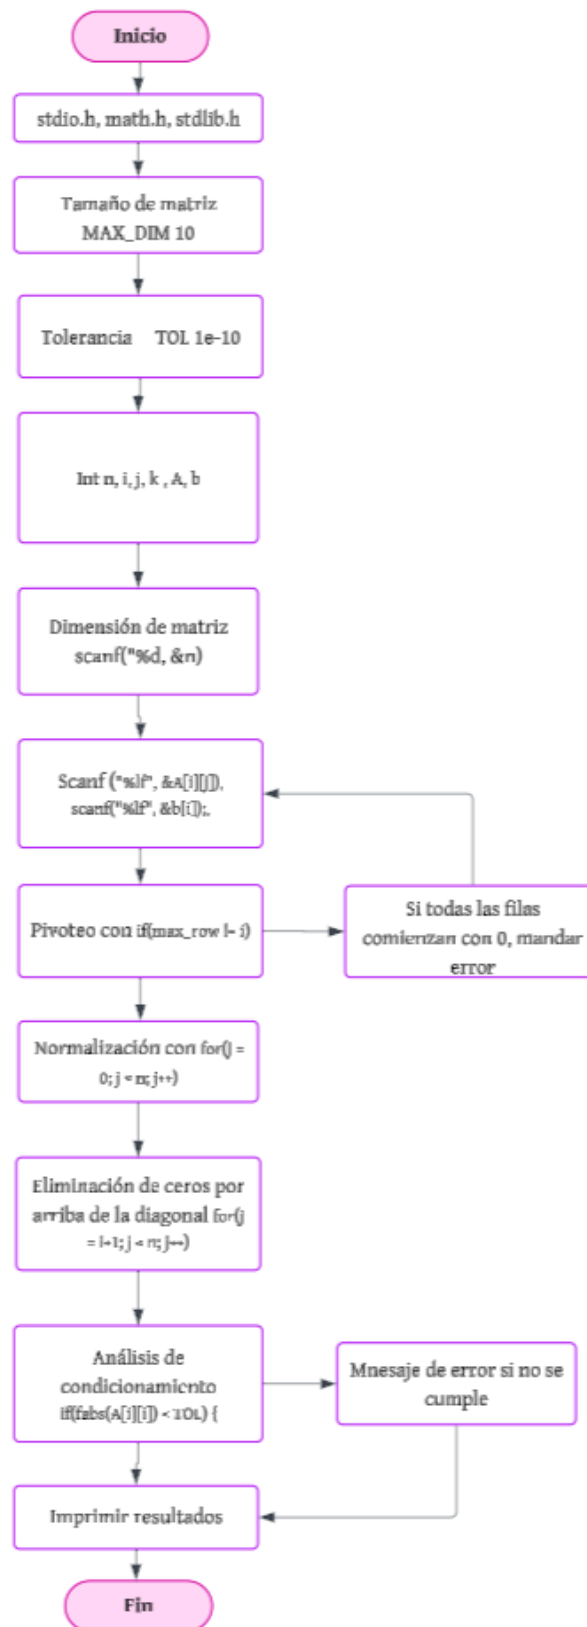 Inicio
stdio.h, math.h, stdlib.h
Tamaño de matriz
MAX_DIM 10
Tolerancia TOL 1e-10
Int n, i, j, k , A, b
Dimensión de matriz
scanf("%d, &n)
Scanf ("%lf", &A[i][j]),
scanf("%lf", &b[i]);,
Pivoteo con if(max_row != i)
Si todas las filas
comienzan con 0, mandar
error
Normalización con for(j =
0; j < n; j++)
Eliminación de ceros por
arriba de la diagonal for(j
= i+1; j < n; j++)
Análisis de
condicionamiento
if(fabs(A[i][i]) < TOL) {
Mnesaje de error si no se
cumple
Imprimir resultados
Fin